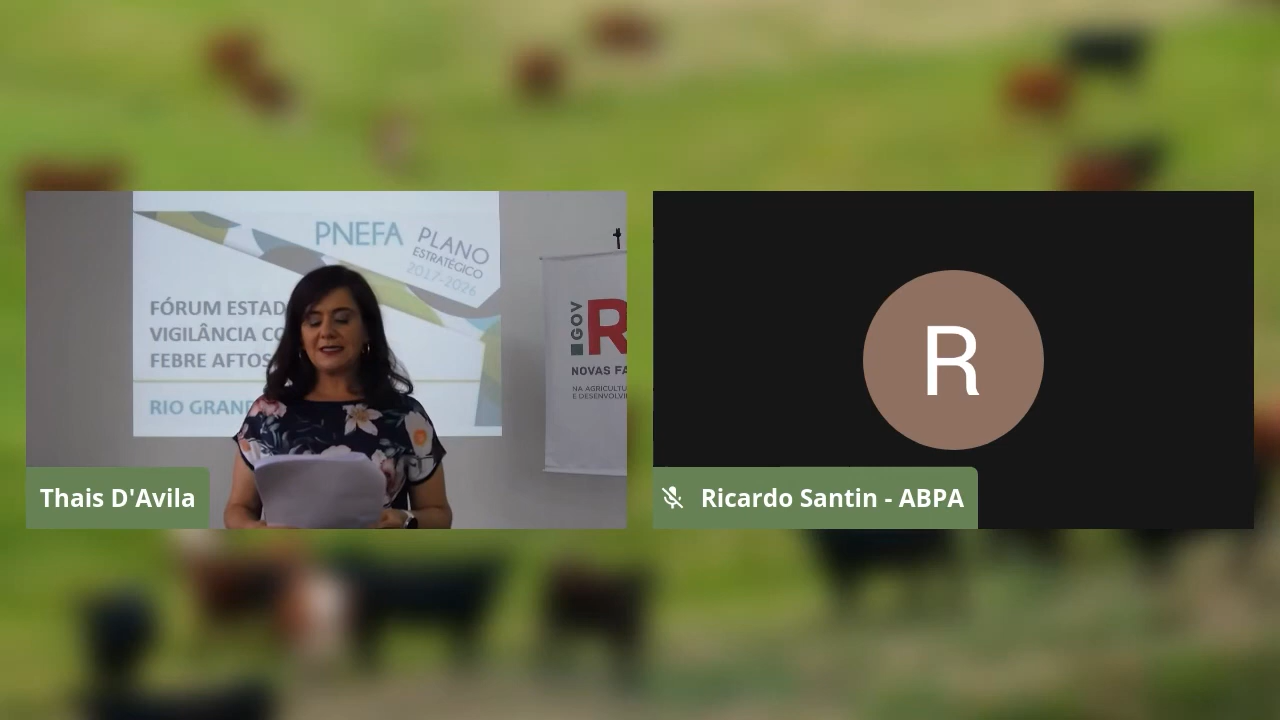 PNEFA
PLANO
ESTRATÉGICO
2017-2026
FÓRUM ESTAD
VIGILÂNCIA CO
FEBRE AFTOS
RIO GRAND
GOV
R
NOVAS FA
NA AGRICULTU
E DESENVOLVI
R
Thais D'Avila
Ricardo Santin - ABPA